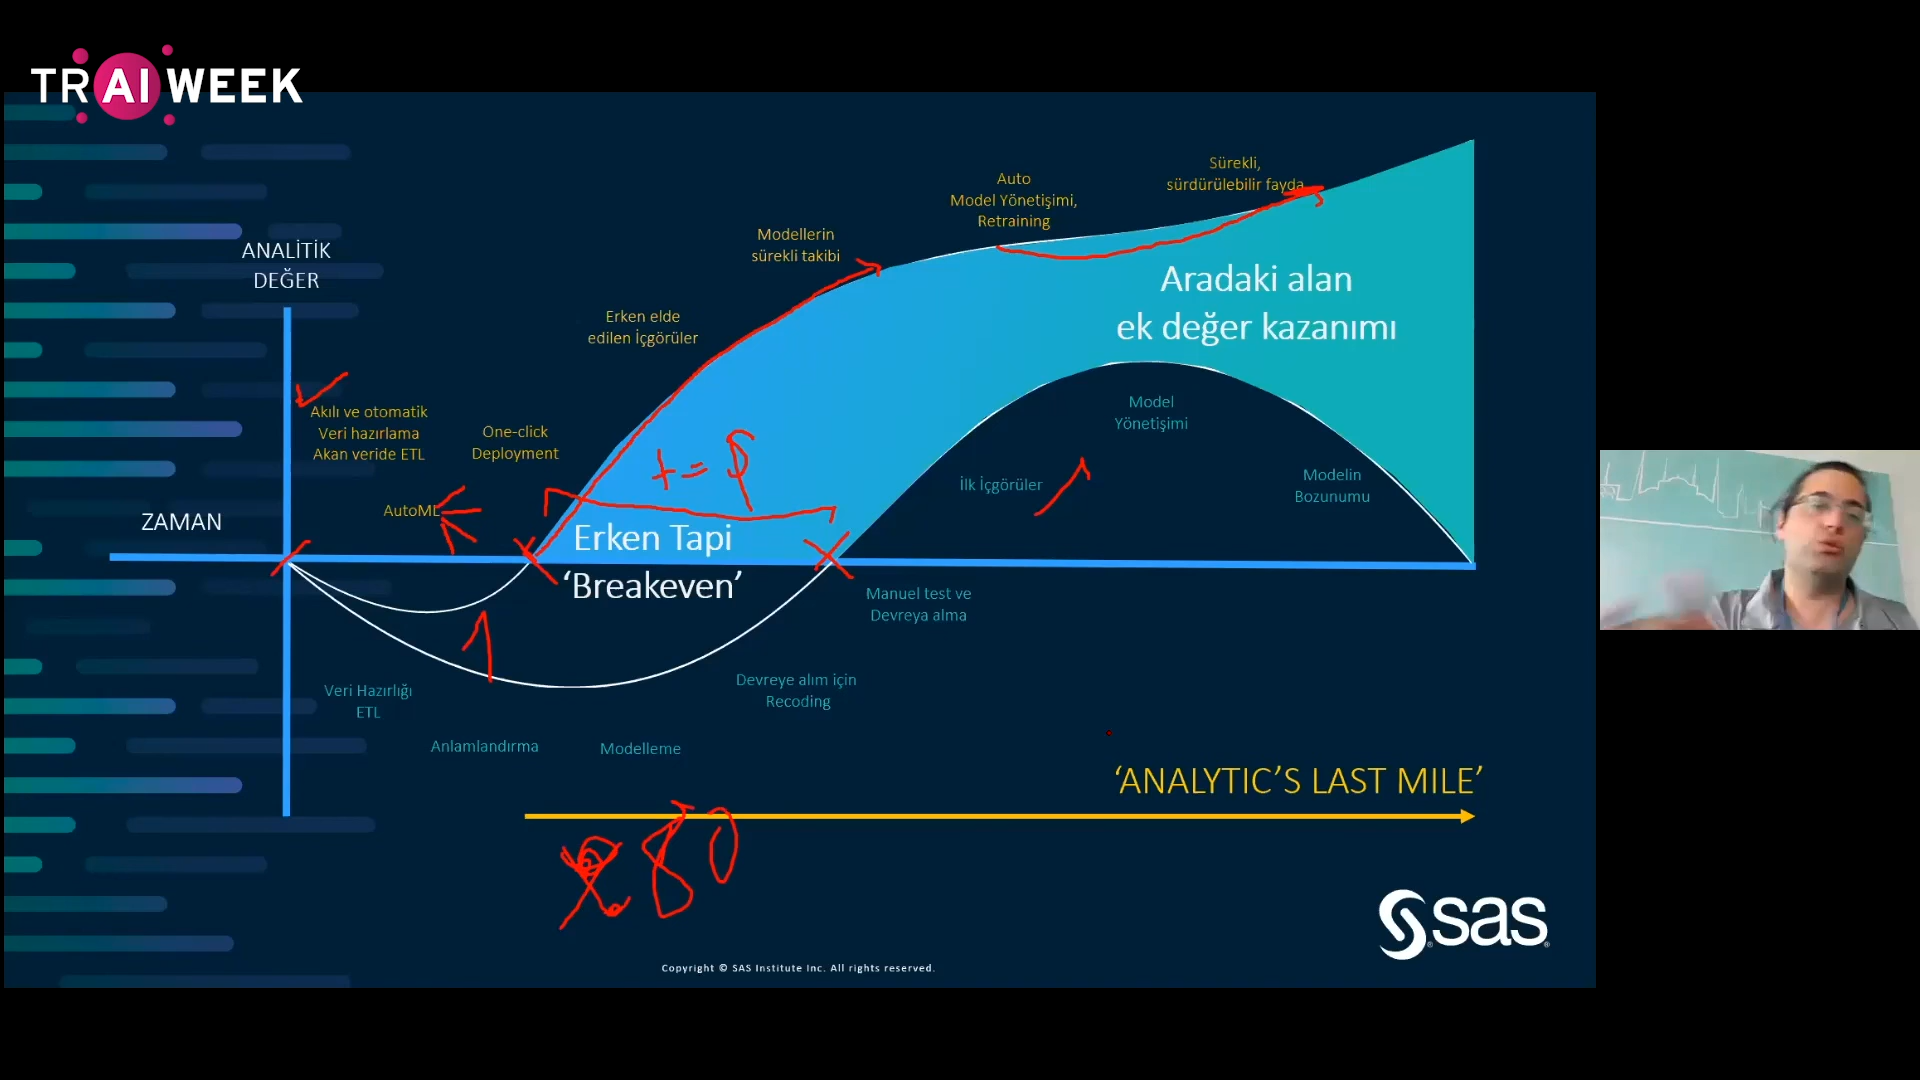 TRAI WEEK
ANALİTİK
DEĞER
ZAMAN
Akılı ve otomatik
Veri hazırlama
Akan veride ETL
AutoML
One-click
Deployment
Erken elde
edilen İçgörüler
Modellerin
sürekli takibi
Auto
Model Yönetişimi,
Retraining
Sürekli,
sürdürülebilir fayda
Aradaki alan
ek değer kazanımı
t = $
Erken Tapi
‘Breakeven’
İlk İçgörüler
Model
Yönetişimi
Modelin
Bozunumu
Manuel test ve
Devreya alma
Devreye alım için
Recoding
Veri Hazırlığı
ETL
Anlamlandırma
Modelleme
‘ANALYTIC’S LAST MILE’
80
sas
Copyright © SAS Institute Inc. All rights reserved.